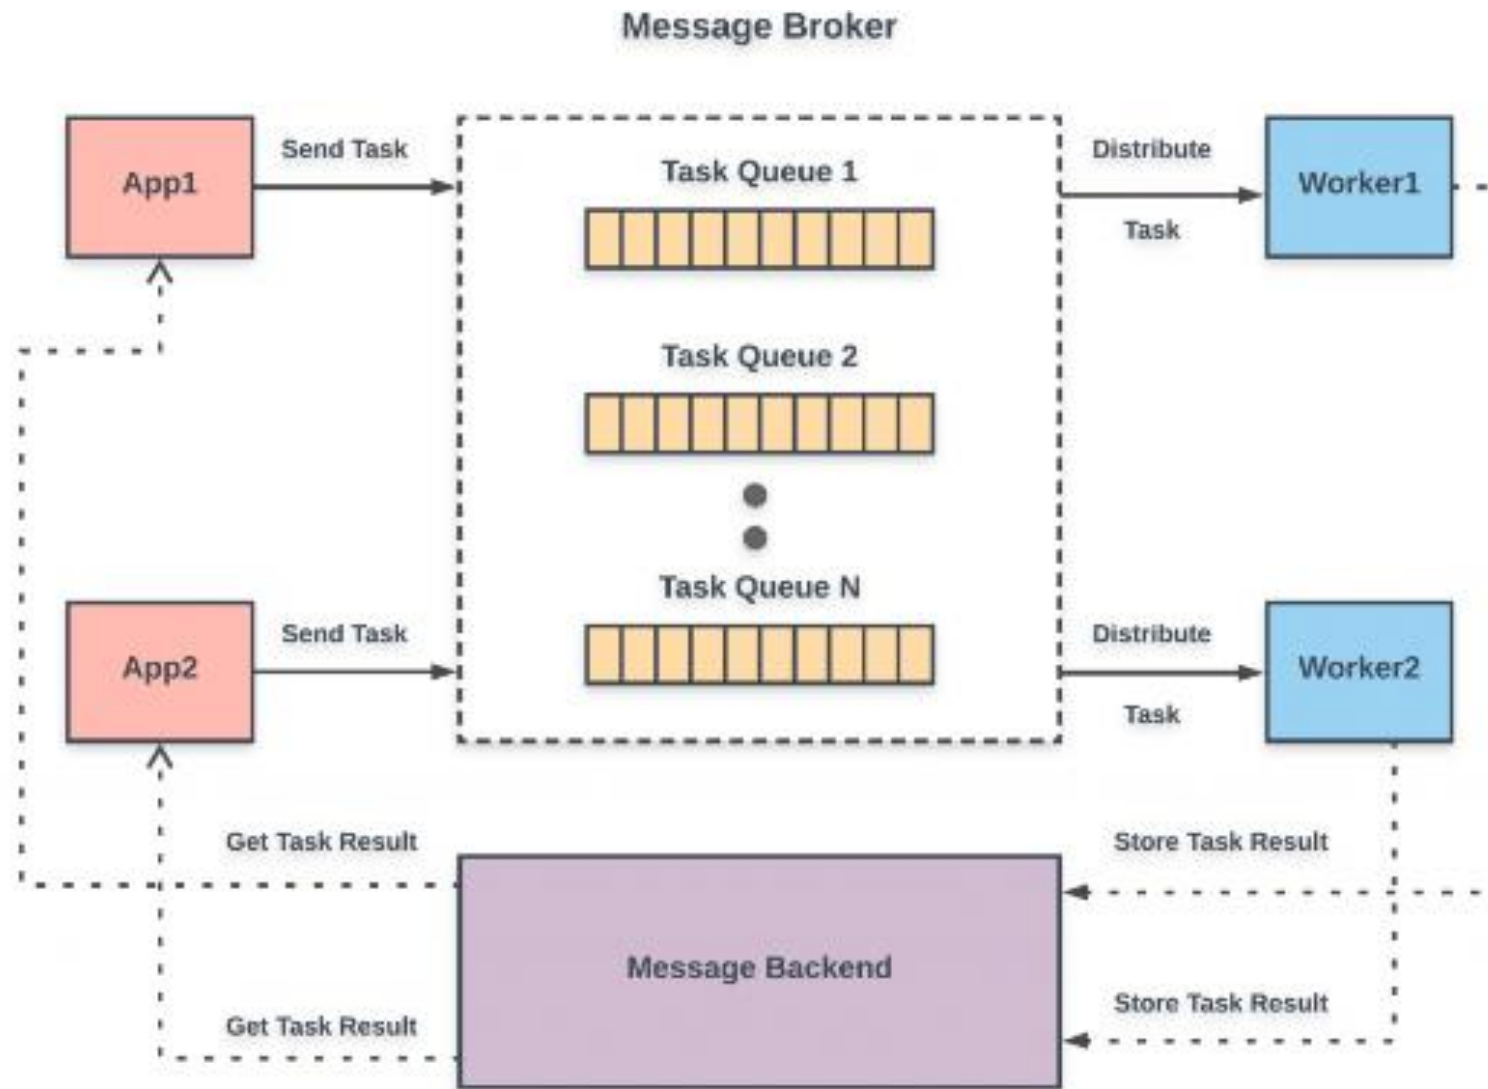 Message Broker
Send Task
Distribute
App1
Task Queue 1
Worker1
Task
Task Queue 2
Task Queue N
Send Task
Distribute
App2
Worker2
Task
Get Task Result
Store Task Result
Message Backend
Get Task Result
Store Task Result